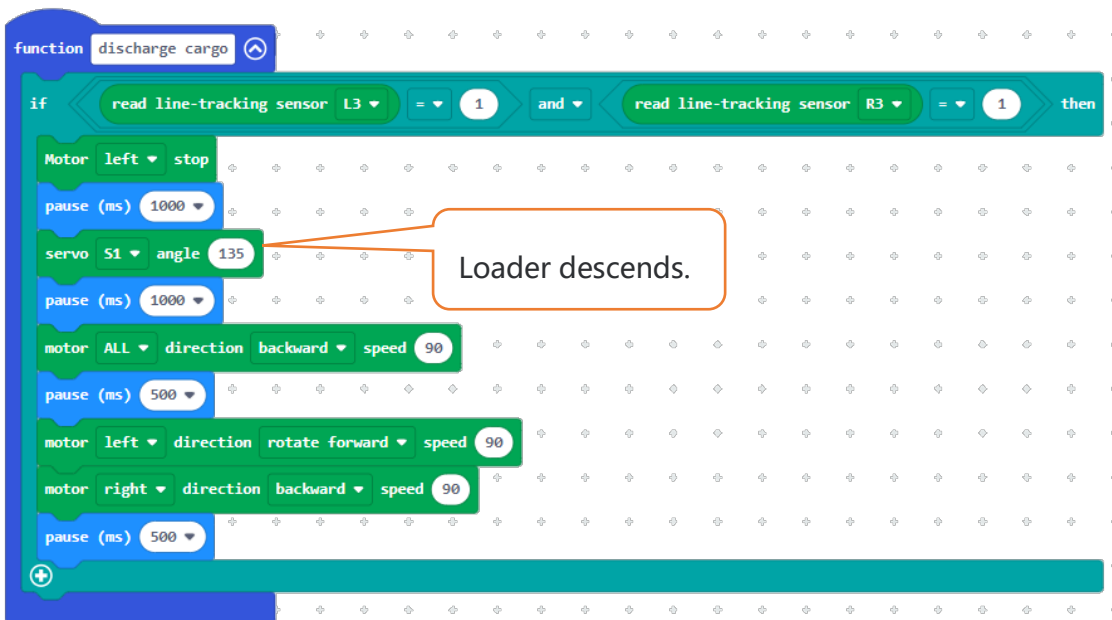 function discharge cargo
if read line-tracking sensor L3 = 1 and read line-tracking sensor R3 = 1 then
Motor left stop
pause (ms) 1000
servo S1 angle 135
Loader descends.
pause (ms) 1000
motor ALL direction backward speed 90
pause (ms) 500
motor left direction rotate forward speed 90
motor right direction backward speed 90
pause (ms) 500